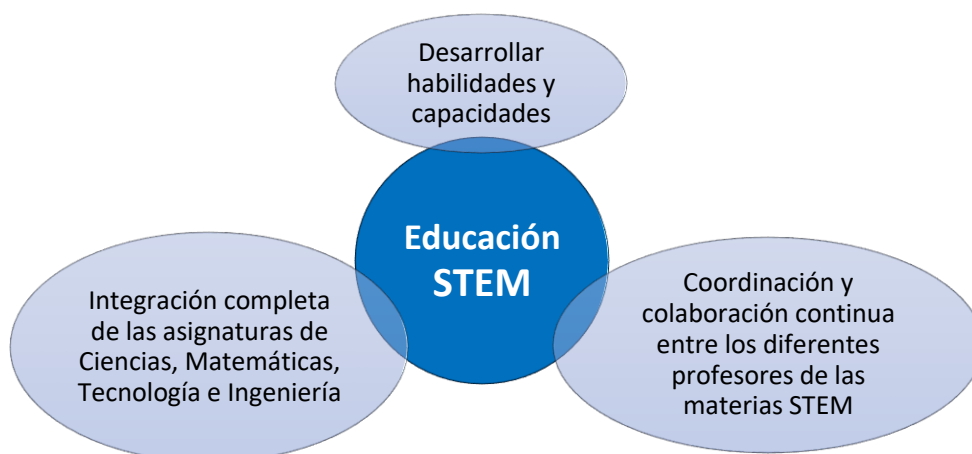 Desarrollar
habilidades y
capacidades
Educación
STEM
Integración completa
de las asignaturas de
Ciencias, Matemáticas,
Tecnología e Ingeniería
Coordinación y
colaboración continua
entre los diferentes
profesores de las
materias STEM